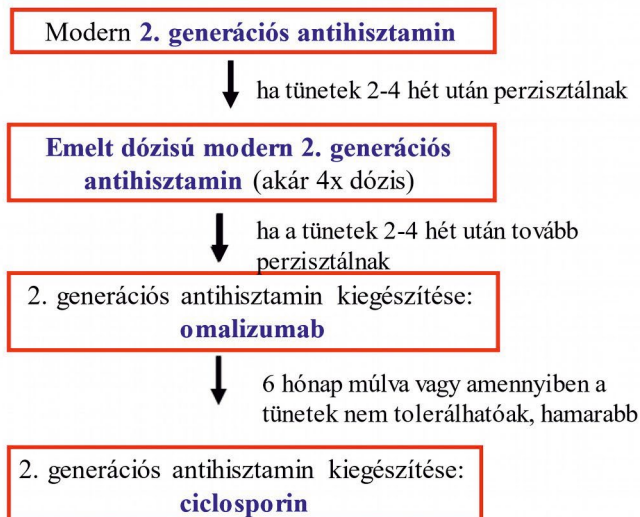 Modern 2. generációs antihisztamin
ha tünetek 2-4 hét után perzisztálnak
Emelt dózisú modern 2. generációs
antihisztamin (akár 4x dózis)
ha a tünetek 2-4 hét után tovább
perzisztálnak
2. generációs antihisztamin kiegészítése:
omalizumab
6 hónap múlva vagy amennyiben a
tünetek nem tolerálhatóak, hamarabb
2. generációs antihisztamin kiegészítése:
ciclosporin